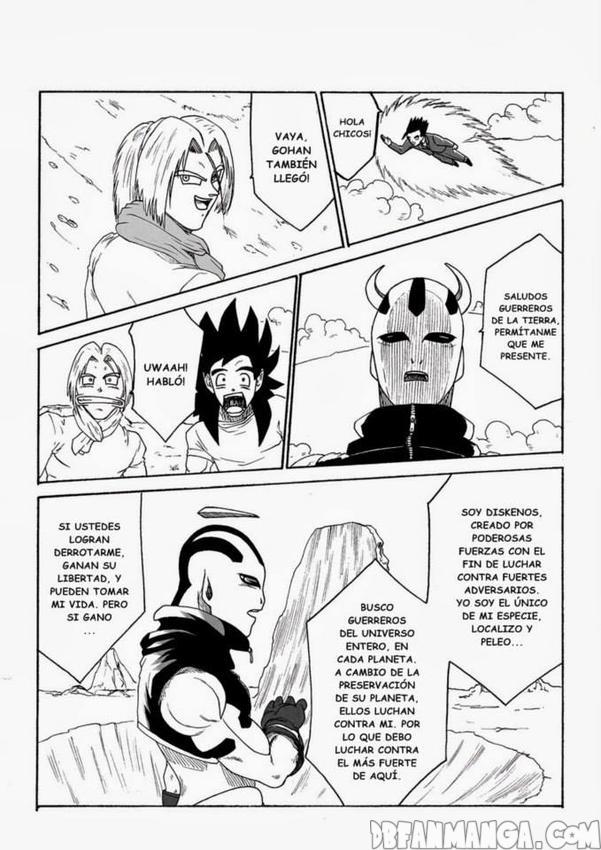 HOLA
CHICOS!
VAYA,
GOHAN
TAMBIÉN
LLEGÓ!
SALUDOS
GUERREROS
DE LA TIERRA,
PERMÍTANME
QUE ME
PRESENTE.
UWAAH!
HABLÓ!
SOY DISKENOS,
CREADO POR
PODEROSAS
FUERZAS CON EL
FIN DE LUCHAR
CONTRA FUERTES
ADVERSARIOS.
YO SOY EL ÚNICO
DE MI ESPECIE,
LOCALIZO Y
PELEO...
BUSCO
GUERREROS
DEL UNIVERSO
ENTERO, EN
CADA PLANETA.
A CAMBIO DE LA
PRESERVACIÓN
DE SU PLANETA,
ELLOS LUCHAN
CONTRA MI. POR
LO QUE DEBO
LUCHAR CONTRA
EL MÁS FUERTE
DE AQUÍ.
SI USTEDES
LOGRAN
DERROTARME,
GANAN SU
LIBERTAD, Y
PUEDEN TOMAR
MI VIDA. PERO
SI GANO
...
DBFANMANGA.COM